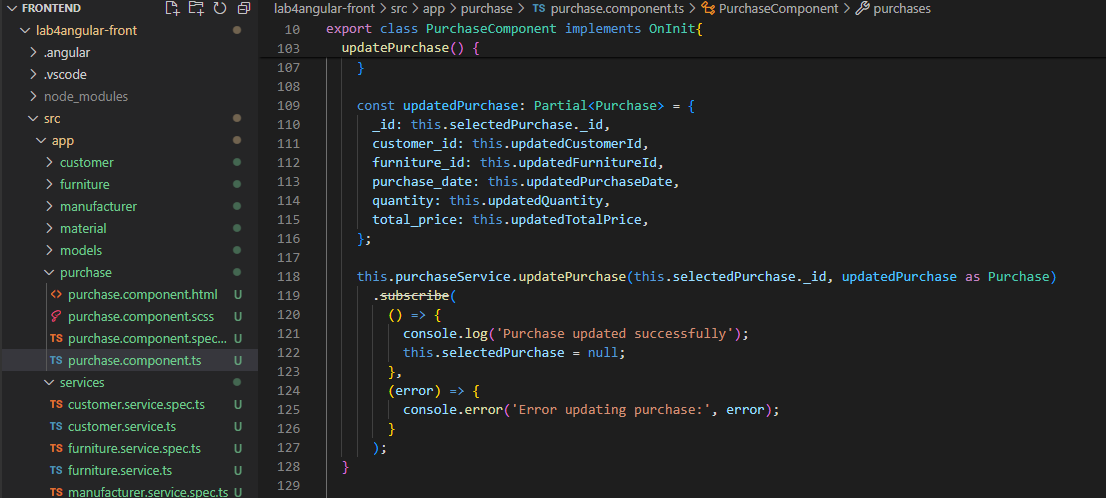 FRONTEND
lab4angular-front
.angular
.vscode
node_modules
src
app
customer
furniture
manufacturer
material
models
purchase
purchase.component.html U
purchase.component.scss U
TS purchase.component.spec... U
TS purchase.component.ts U
services
TS customer.service.spec.ts U
TS customer.service.ts U
TS furniture.service.spec.ts U
TS furniture.service.ts U
TS manufacturer.service.spec.ts U
lab4angular-front > src > app > purchase > TS purchase.component.ts > PurchaseComponent > purchases
10 export class PurchaseComponent implements OnInit{
103 updatePurchase() {
107 }
108
109 const updatedPurchase: Partial<Purchase> = {
110 _id: this.selectedPurchase._id,
111 customer_id: this.updatedCustomerId,
112 furniture_id: this.updatedFurnitureId,
113 purchase_date: this.updatedPurchaseDate,
114 quantity: this.updatedQuantity,
115 total_price: this.updatedTotalPrice,
116 };
117
118 this.purchaseService.updatePurchase(this.selectedPurchase._id, updatedPurchase as Purchase)
119 .subscribe(
120 () => {
121 console.log('Purchase updated successfully');
122 this.selectedPurchase = null;
123 },
124 (error) => {
125 console.error('Error updating purchase:', error);
126 }
127 );
128 }
129